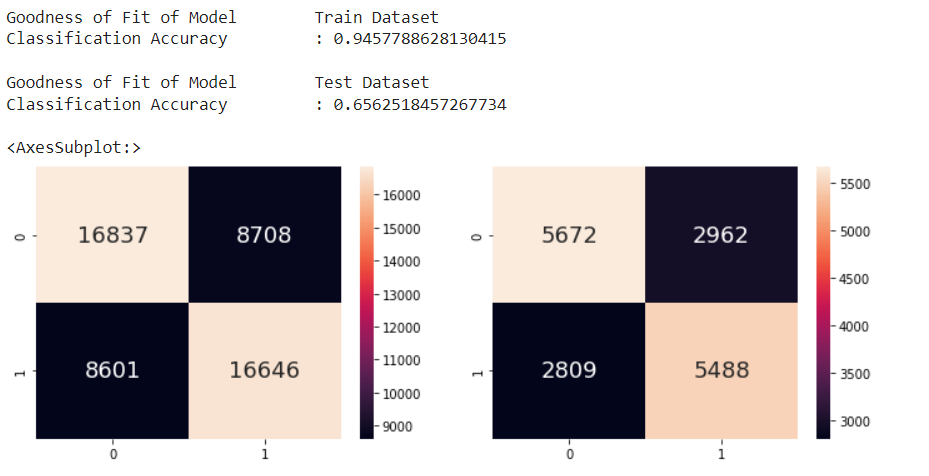 Goodness of Fit of Model Train Dataset
Classification Accuracy : 0.9457788628130415
Goodness of Fit of Model Test Dataset
Classification Accuracy : 0.6562518457267734
<AxesSubplot:>
0 16837 8708
1 8601 16646
0 1
16000
15000
14000
13000
12000
11000
10000
9000
0 5672 2962
1 2809 5488
0 1
5500
5000
4500
4000
3500
3000